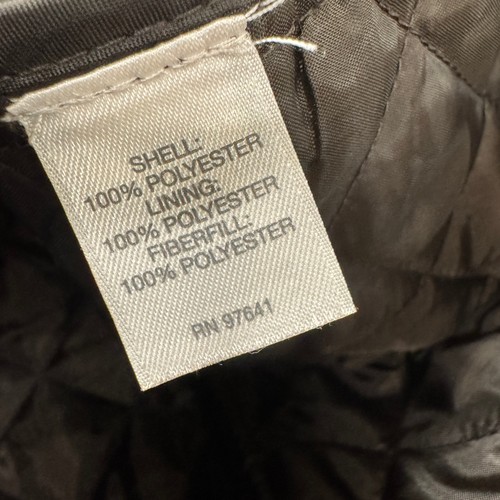 SHELL:
100% POLYESTER
LINING:
100% POLYESTER
FIBERFILL:
100% POLYESTER
RN 97641